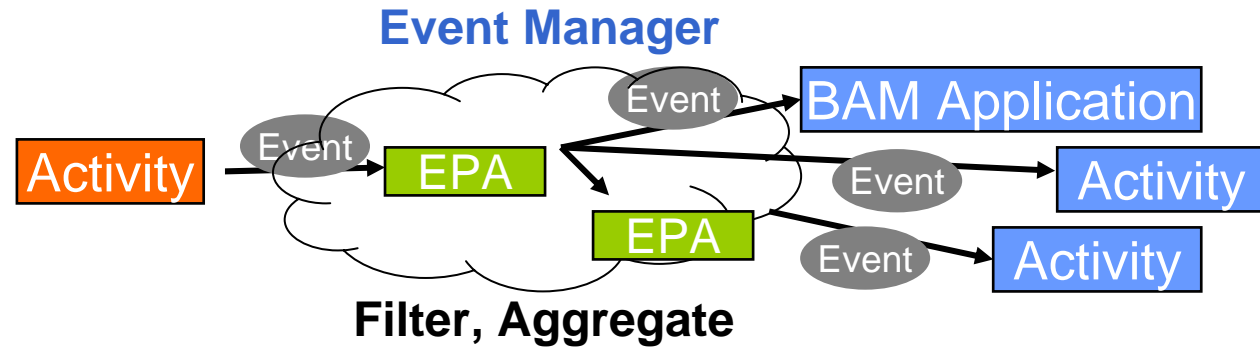 Event Manager
Event
BAM Application
Event
Activity
EPA
Event
Activity
EPA
Event
Activity
Filter, Aggregate